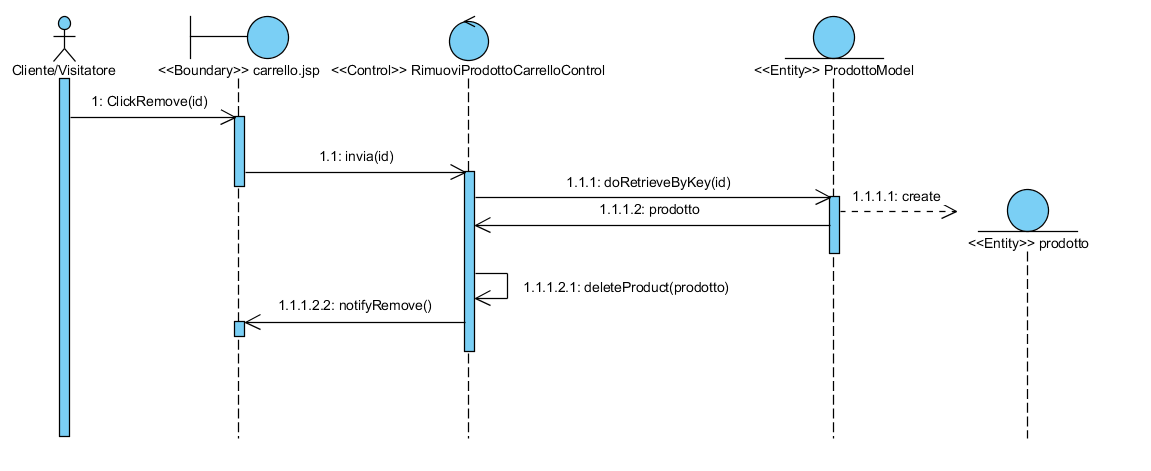 Cliente/Visitatore
<<Boundary>> carrello.jsp
<<Control>> RimuoviProdottoCarrelloControl
<<Entity>> ProdottoModel
1: ClickRemove(id)
1.1: invia(id)
1.1.1: doRetrieveByKey(id)
1.1.1.1: create
1.1.1.2: prodotto
<<Entity>> prodotto
1.1.1.2.1: deleteProduct(prodotto)
1.1.1.2.2: notifyRemove()